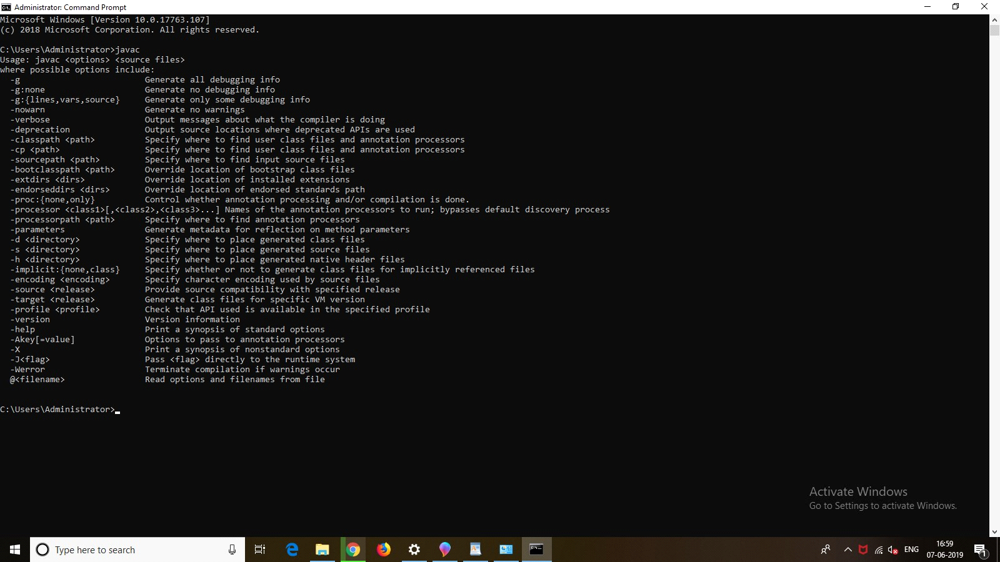 Administrator: Command Prompt
Microsoft Windows [Version 10.0.17763.107]
(c) 2018 Microsoft Corporation. All rights reserved.
C:\Users\Administrator>javac
Usage: javac <options> <source files>
where possible options include:
-g Generate all debugging info
-g:none Generate no debugging info
-g:{lines,vars,source} Generate only some debugging info
-nowarn Generate no warnings
-verbose Output messages about what the compiler is doing
-deprecation Output source locations where deprecated APIs are used
-classpath <path> Specify where to find user class files and annotation processors
-cp <path> Specify where to find user class files and annotation processors
-sourcepath <path> Specify where to find input source files
-bootclasspath <path> Override location of bootstrap class files
-extdirs <dirs> Override location of installed extensions
-endorseddirs <dirs> Override location of endorsed standards path
-proc:{none,only} Control whether annotation processing and/or compilation is done.
-processor <class1>[,<class2>,<class3>...] Names of the annotation processors to run; bypasses default discovery process
-processorpath <path> Specify where to find annotation processors
-parameters Generate metadata for reflection on method parameters
-d <directory> Specify where to place generated class files
-s <directory> Specify where to place generated source files
-h <directory> Specify where to place generated native header files
-implicit:{none,class} Specify whether or not to generate class files for implicitly referenced files
-encoding <encoding> Specify character encoding used by source files
-source <release> Provide source compatibility with specified release
-target <release> Generate class files for specific VM version
-profile <profile> Check that API used is available in the specified profile
-version Version information
-help Print a synopsis of standard options
-Akey[=value] Options to pass to annotation processors
-X Print a synopsis of nonstandard options
-J<flag> Pass <flag> directly to the runtime system
-Werror Terminate compilation if warnings occur
@<filename> Read options and filenames from file
C:\Users\Administrator>
Activate Windows
Go to Settings to activate Windows.
Type here to search
ENG
16:59
07-06-2019
1